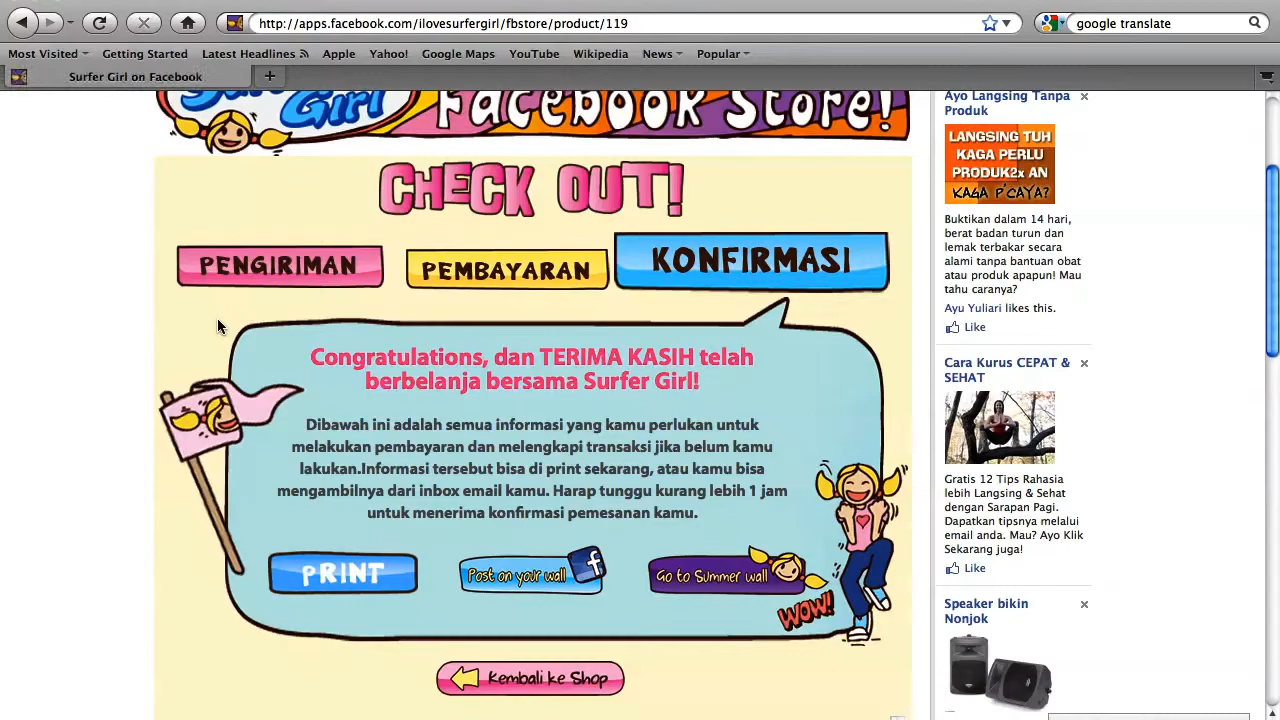 http://apps.facebook.com/ilovesurfergirl/fbstore/product/119
google translate
Most Visited
Getting Started
Latest Headlines
Apple
Yahoo!
Google Maps
YouTube
Wikipedia
News
Popular
Surfer Girl on Facebook
Surfer Girl
Facebook Store!
CHECK OUT!
PENGIRIMAN
PEMBAYARAN
KONFIRMASI
Congratulations, dan TERIMA KASIH telah
berbelanja bersama Surfer Girl!
Dibawah ini adalah semua informasi yang kamu perlukan untuk
melakukan pembayaran dan melengkapi transaksi jika belum kamu
lakukan.Informasi tersebut bisa di print sekarang, atau kamu bisa
mengambilnya dari inbox email kamu. Harap tunggu kurang lebih 1 jam
untuk menerima konfirmasi pemesanan kamu.
PRINT
Post on your wall
f
Go to Summer wall
WOW!
Kembali ke Shop
Ayo Langsing Tanpa
Produk
LANGSING TUH
KAGA PERLU
PRODUK2x AN
KAGA P'CAYA?
Buktikan dalam 14 hari,
berat badan turun dan
lemak terbakar secara
alami tanpa bantuan obat
atau produk apapun! Mau
tahu caranya?
Ayu Yuliari likes this.
Like
Cara Kurus CEPAT &
SEHAT
Gratis 12 Tips Rahasia
lebih Langsing & Sehat
dengan Sarapan Pagi.
Dapatkan tipsnya melalui
email anda. Mau? Ayo Klik
Sekarang juga!
Like
Speaker bikin
Nonjok